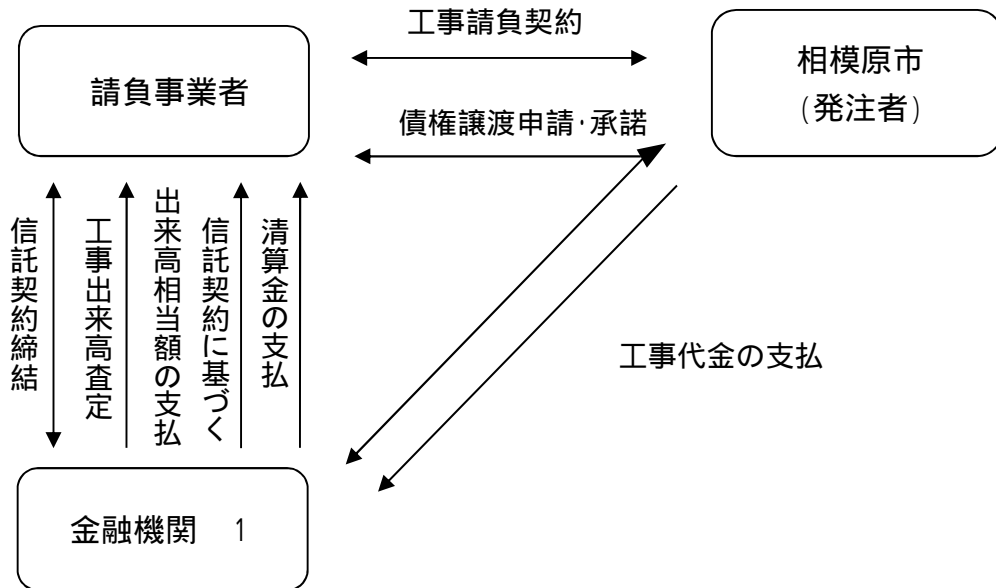 工事請負契約
請負事業者
相模原市
(発注者)
債権譲渡申請･承諾
信託契約締結
工事出来高査定
信託契約に基づく
出来高相当額の支払
清算金の支払
工事代金の支払
金融機関 1